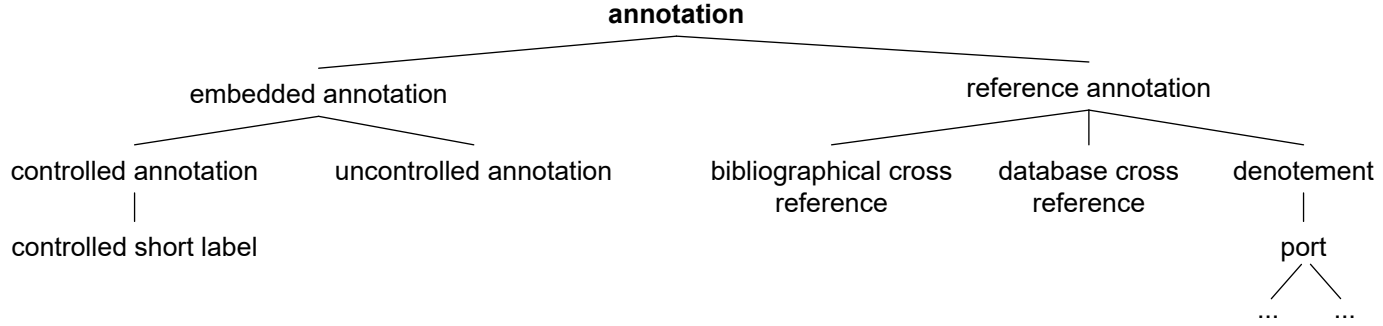 annotation
embedded annotation
reference annotation
controlled annotation
uncontrolled annotation
bibliographical cross
reference
database cross
reference
denotement
controlled short label
port
... ...